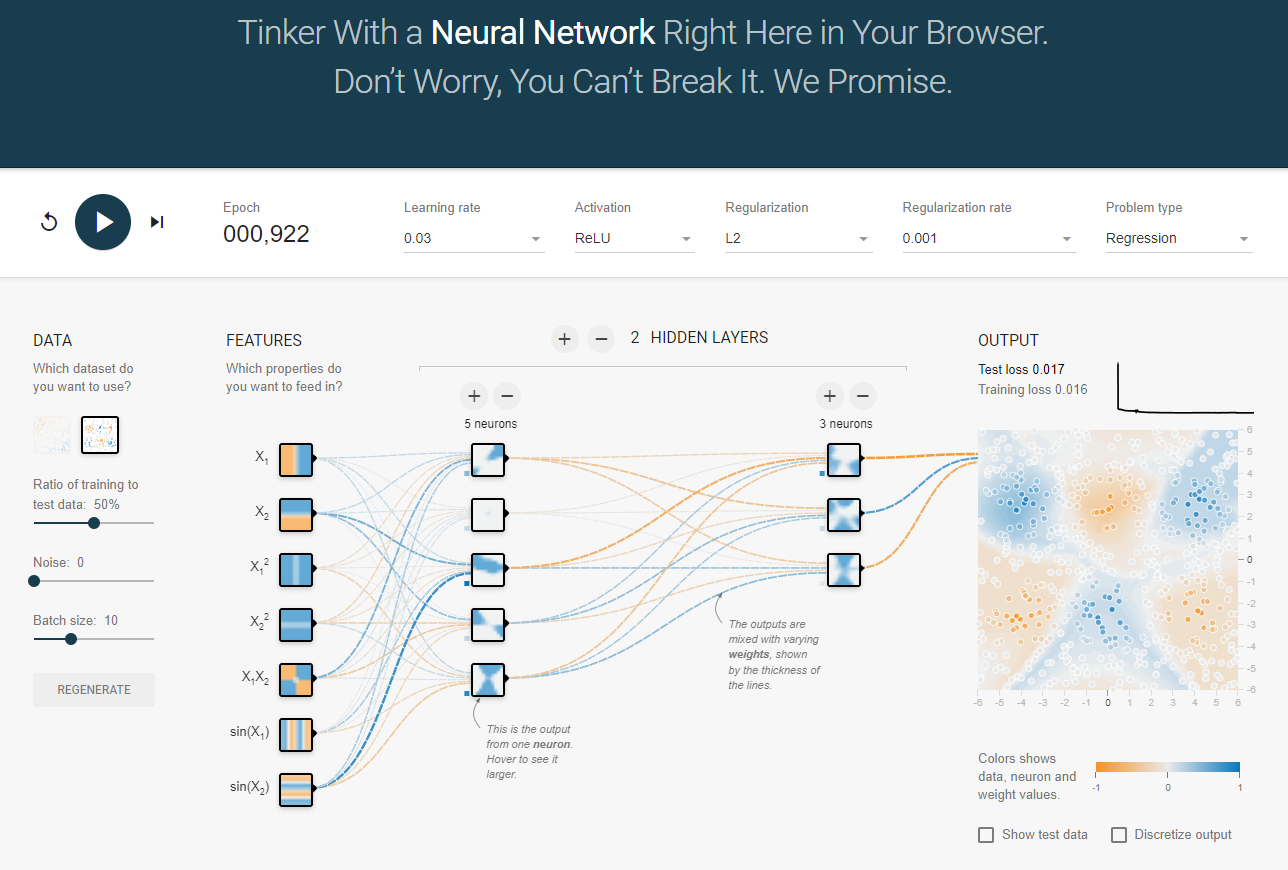 Tinker With a Neural Network Right Here in Your Browser.
Don’t Worry, You Can’t Break It. We Promise.
Epoch
000,922
Learning rate
0.03
Activation
ReLU
Regularization
L2
Regularization rate
0.001
Problem type
Regression
DATA
Which dataset do
you want to use?
Ratio of training to
test data: 50%
Noise: 0
Batch size: 10
REGENERATE
FEATURES
Which properties do
you want to feed in?
X1
X2
X1²
X2²
X1X2
sin(X1)
sin(X2)
+ − 2 HIDDEN LAYERS
+ −
5 neurons
+ −
3 neurons
This is the output
from one neuron.
Hover to see it
larger.
The outputs are
mixed with varying
weights, shown
by the thickness of
the lines.
OUTPUT
Test loss 0.017
Training loss 0.016
6
5
4
3
2
1
0
-1
-2
-3
-4
-5
-6
-6 -5 -4 -3 -2 -1 0 1 2 3 4 5 6
Colors shows
data, neuron and
weight values.
-1 0 1
Show test data
Discretize output